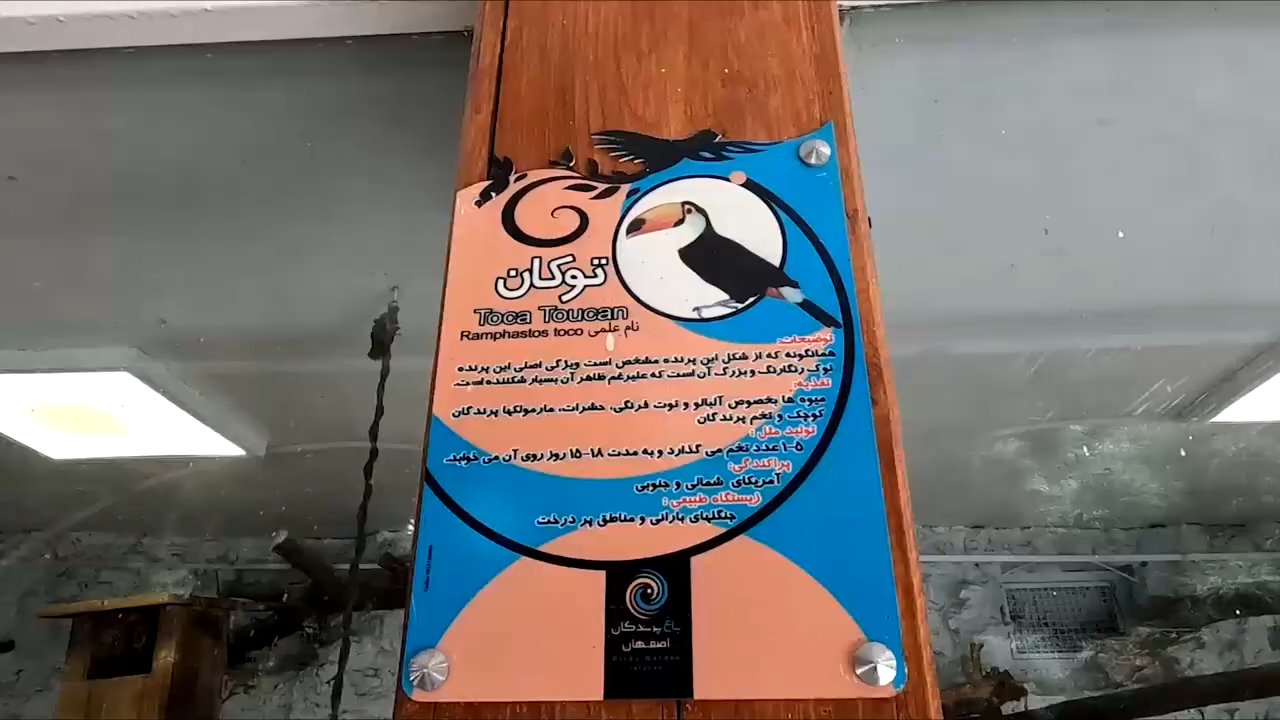 توکان
Toca Toucan
نام علمی Ramphastos toco
توضیحات:
همانگونه که از شکل این پرنده مشخص است ویژگی اصلی این پرنده
نوک رنگارنگ و بزرگ آن است که علیرغم ظاهر آن بسیار شکننده است.
تغذیه:
میوه ها بخصوص آلبالو و توت فرنگی، حشرات، مارمولکها پرندگان
کوچک و تخم پرندگان
تولید مثل :
۵-۱ عدد تخم می گذارد و به مدت ۱۸-۱۵ روز روی آن می خوابد.
پراکندگی:
آمریکای شمالی و جنوبی
زیستگاه طبیعی :
جنگلهای بارانی و مناطق پر درخت
باغ پرندگان
اصفهان
Birds Garden
Isfahan